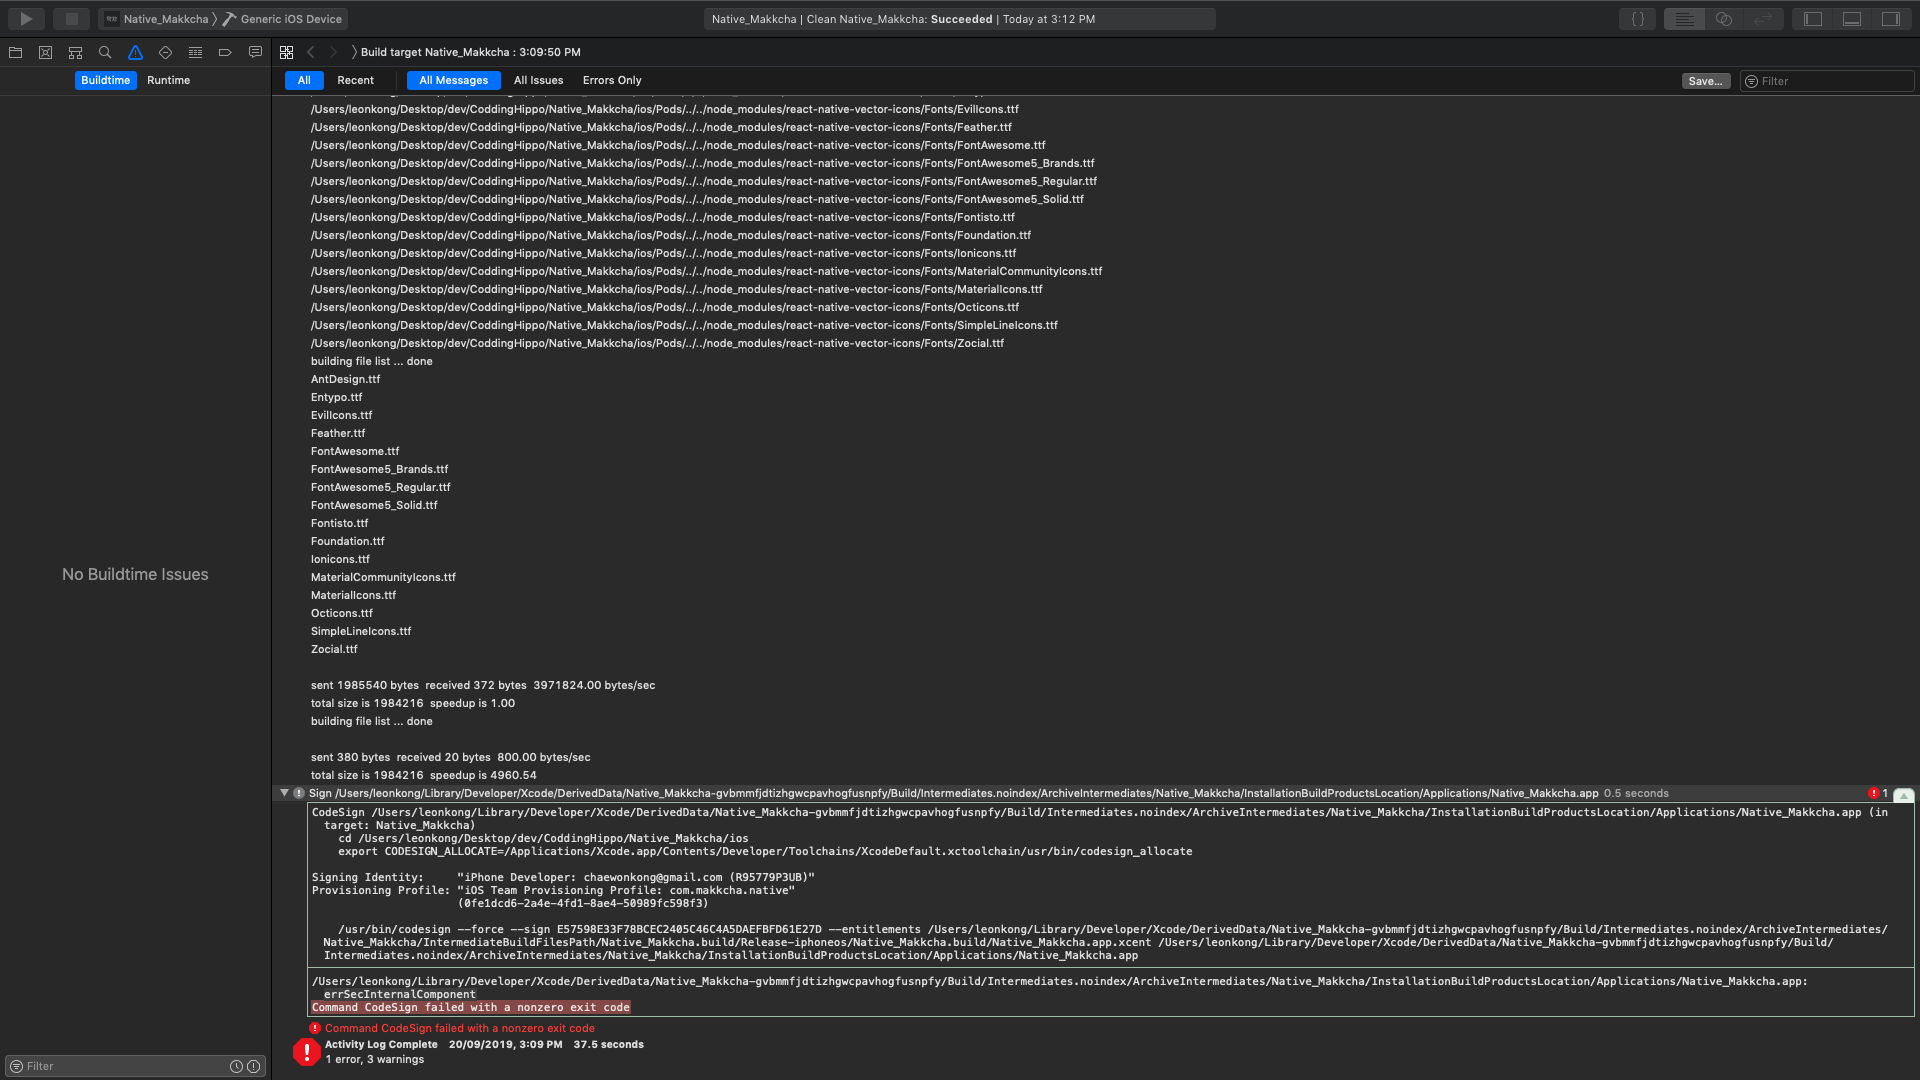 Native_Makkcha
Generic iOS Device
Native_Makkcha | Clean Native_Makkcha: Succeeded | Today at 3:12 PM
{ }
Build target Native_Makkcha : 3:09:50 PM
Buildtime
Runtime
All
Recent
All Messages
All Issues
Errors Only
Save...
Filter
/Users/leonkong/Desktop/dev/CoddingHippo/Native_Makkcha/ios/Pods/../../node_modules/react-native-vector-icons/Fonts/EvilIcons.ttf
/Users/leonkong/Desktop/dev/CoddingHippo/Native_Makkcha/ios/Pods/../../node_modules/react-native-vector-icons/Fonts/Feather.ttf
/Users/leonkong/Desktop/dev/CoddingHippo/Native_Makkcha/ios/Pods/../../node_modules/react-native-vector-icons/Fonts/FontAwesome.ttf
/Users/leonkong/Desktop/dev/CoddingHippo/Native_Makkcha/ios/Pods/../../node_modules/react-native-vector-icons/Fonts/FontAwesome5_Brands.ttf
/Users/leonkong/Desktop/dev/CoddingHippo/Native_Makkcha/ios/Pods/../../node_modules/react-native-vector-icons/Fonts/FontAwesome5_Regular.ttf
/Users/leonkong/Desktop/dev/CoddingHippo/Native_Makkcha/ios/Pods/../../node_modules/react-native-vector-icons/Fonts/FontAwesome5_Solid.ttf
/Users/leonkong/Desktop/dev/CoddingHippo/Native_Makkcha/ios/Pods/../../node_modules/react-native-vector-icons/Fonts/Fontisto.ttf
/Users/leonkong/Desktop/dev/CoddingHippo/Native_Makkcha/ios/Pods/../../node_modules/react-native-vector-icons/Fonts/Foundation.ttf
/Users/leonkong/Desktop/dev/CoddingHippo/Native_Makkcha/ios/Pods/../../node_modules/react-native-vector-icons/Fonts/Ionicons.ttf
/Users/leonkong/Desktop/dev/CoddingHippo/Native_Makkcha/ios/Pods/../../node_modules/react-native-vector-icons/Fonts/MaterialCommunityIcons.ttf
/Users/leonkong/Desktop/dev/CoddingHippo/Native_Makkcha/ios/Pods/../../node_modules/react-native-vector-icons/Fonts/MaterialIcons.ttf
/Users/leonkong/Desktop/dev/CoddingHippo/Native_Makkcha/ios/Pods/../../node_modules/react-native-vector-icons/Fonts/Octicons.ttf
/Users/leonkong/Desktop/dev/CoddingHippo/Native_Makkcha/ios/Pods/../../node_modules/react-native-vector-icons/Fonts/SimpleLineIcons.ttf
/Users/leonkong/Desktop/dev/CoddingHippo/Native_Makkcha/ios/Pods/../../node_modules/react-native-vector-icons/Fonts/Zocial.ttf
building file list ... done
AntDesign.ttf
Entypo.ttf
EvilIcons.ttf
Feather.ttf
FontAwesome.ttf
FontAwesome5_Brands.ttf
FontAwesome5_Regular.ttf
FontAwesome5_Solid.ttf
Fontisto.ttf
Foundation.ttf
Ionicons.ttf
No Buildtime Issues
MaterialCommunityIcons.ttf
MaterialIcons.ttf
Octicons.ttf
SimpleLineIcons.ttf
Zocial.ttf
sent 1985540 bytes  received 372 bytes  3971824.00 bytes/sec
total size is 1984216  speedup is 1.00
building file list ... done
sent 380 bytes  received 20 bytes  800.00 bytes/sec
total size is 1984216  speedup is 4960.54
Sign /Users/leonkong/Library/Developer/Xcode/DerivedData/Native_Makkcha-gvbmmfjdtizhgwcpavhogfusnpfy/Build/Intermediates.noindex/ArchiveIntermediates/Native_Makkcha/InstallationBuildProductsLocation/Applications/Native_Makkcha.app 0.5 seconds
1
CodeSign /Users/leonkong/Library/Developer/Xcode/DerivedData/Native_Makkcha-gvbmmfjdtizhgwcpavhogfusnpfy/Build/Intermediates.noindex/ArchiveIntermediates/Native_Makkcha/InstallationBuildProductsLocation/Applications/Native_Makkcha.app (in
target: Native_Makkcha)
cd /Users/leonkong/Desktop/dev/CoddingHippo/Native_Makkcha/ios
export CODESIGN_ALLOCATE=/Applications/Xcode.app/Contents/Developer/Toolchains/XcodeDefault.xctoolchain/usr/bin/codesign_allocate
Signing Identity:     "iPhone Developer: chaewonkong@gmail.com (R95779P3UB)"
Provisioning Profile: "iOS Team Provisioning Profile: com.makkcha.native"
(0fe1dcd6-2a4e-4fd1-8ae4-50989fc598f3)
/usr/bin/codesign --force --sign E57598E33F78BCEC2405C46C4A5DAEFBFD61E27D --entitlements /Users/leonkong/Library/Developer/Xcode/DerivedData/Native_Makkcha-gvbmmfjdtizhgwcpavhogfusnpfy/Build/Intermediates.noindex/ArchiveIntermediates/
Native_Makkcha/IntermediateBuildFilesPath/Native_Makkcha.build/Release-iphoneos/Native_Makkcha.build/Native_Makkcha.app.xcent /Users/leonkong/Library/Developer/Xcode/DerivedData/Native_Makkcha-gvbmmfjdtizhgwcpavhogfusnpfy/Build/
Intermediates.noindex/ArchiveIntermediates/Native_Makkcha/InstallationBuildProductsLocation/Applications/Native_Makkcha.app
/Users/leonkong/Library/Developer/Xcode/DerivedData/Native_Makkcha-gvbmmfjdtizhgwcpavhogfusnpfy/Build/Intermediates.noindex/ArchiveIntermediates/Native_Makkcha/InstallationBuildProductsLocation/Applications/Native_Makkcha.app:
errSecInternalComponent
Command CodeSign failed with a nonzero exit code
Command CodeSign failed with a nonzero exit code
Activity Log Complete   20/09/2019, 3:09 PM   37.5 seconds
1 error, 3 warnings
Filter